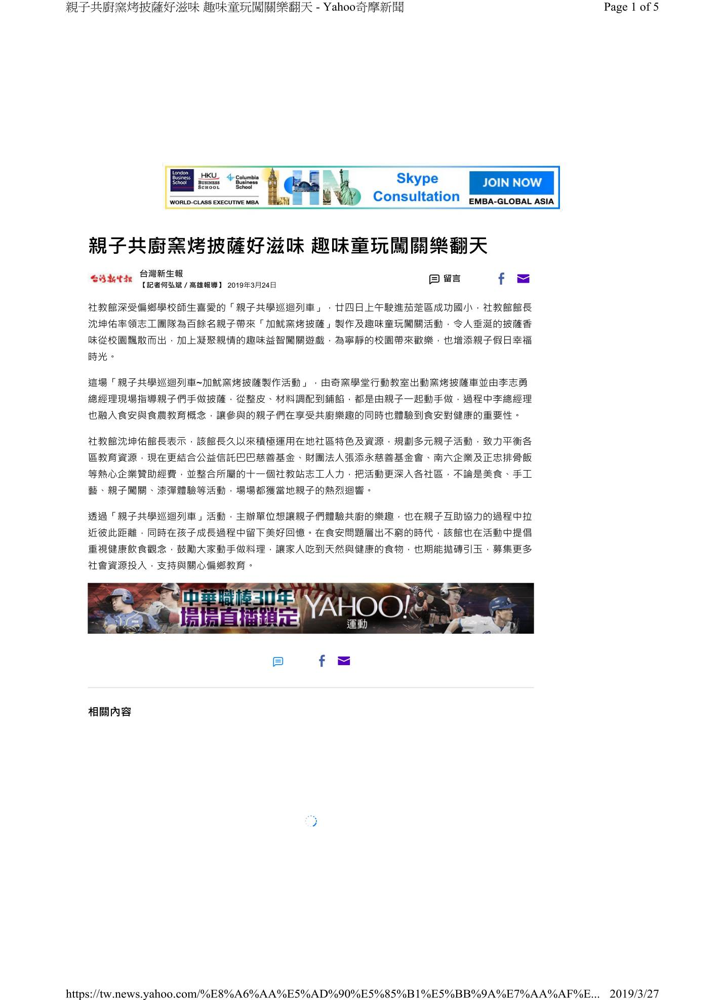 親子共廚窯烤披薩好滋味 趣味童玩闖關樂翻天 - Yahoo奇摩新聞
Page 1 of 5
London Business School
HKU BUSINESS SCHOOL
Columbia Business School
WORLD-CLASS EXECUTIVE MBA
LHN
Skype Consultation
JOIN NOW
EMBA-GLOBAL ASIA
親子共廚窯烤披薩好滋味 趣味童玩闖關樂翻天
台灣新生報
台灣新生報
【記者何弘斌/高雄報導】 2019年3月24日
留言
社教館深受偏鄉學校師生喜愛的「親子共學巡迴列車」，廿四日上午駛進茄萣區成功國小，社教館館長
沈坤佑率領志工團隊為百餘名親子帶來「加魷窯烤披薩」製作及趣味童玩闖關活動，令人垂涎的披薩香
味從校園飄散而出，加上凝聚親情的趣味益智闖關遊戲，為寧靜的校園帶來歡樂，也增添親子假日幸福
時光。
這場「親子共學巡迴列車~加魷窯烤披薩製作活動」，由奇窯學堂行動教室出動窯烤披薩車並由李志勇
總經理現場指導親子們手做披薩，從整皮、材料調配到鋪餡，都是由親子一起動手做，過程中李總經理
也融入食安與食農教育概念，讓參與的親子們在享受共廚樂趣的同時也體驗到食安對健康的重要性。
社教館沈坤佑館長表示，該館長久以來積極運用在地社區特色及資源，規劃多元親子活動，致力平衡各
區教育資源，現在更結合公益信託巴巴慈善基金、財團法人張添永慈善基金會、南六企業及正忠排骨飯
等熱心企業贊助經費，並整合所屬的十一個社教站志工人力，把活動更深入各社區，不論是美食、手工
藝、親子闖關、漆彈體驗等活動，場場都獲當地親子的熱烈迴響。
透過「親子共學巡迴列車」活動，主辦單位想讓親子們體驗共廚的樂趣，也在親子互助協力的過程中拉
近彼此距離，同時在孩子成長過程中留下美好回憶。在食安問題層出不窮的時代，該館也在活動中提倡
重視健康飲食觀念，鼓勵大家動手做料理，讓家人吃到天然與健康的食物，也期能拋磚引玉，募集更多
社會資源投入，支持與關心偏鄉教育。
中華職棒30年
場場直播鎖定
YAHOO!
運動
相關內容
https://tw.news.yahoo.com/%E8%A6%AA%E5%AD%90%E5%85%B1%E5%BB%9A%E7%AA%AF%E... 2019/3/27